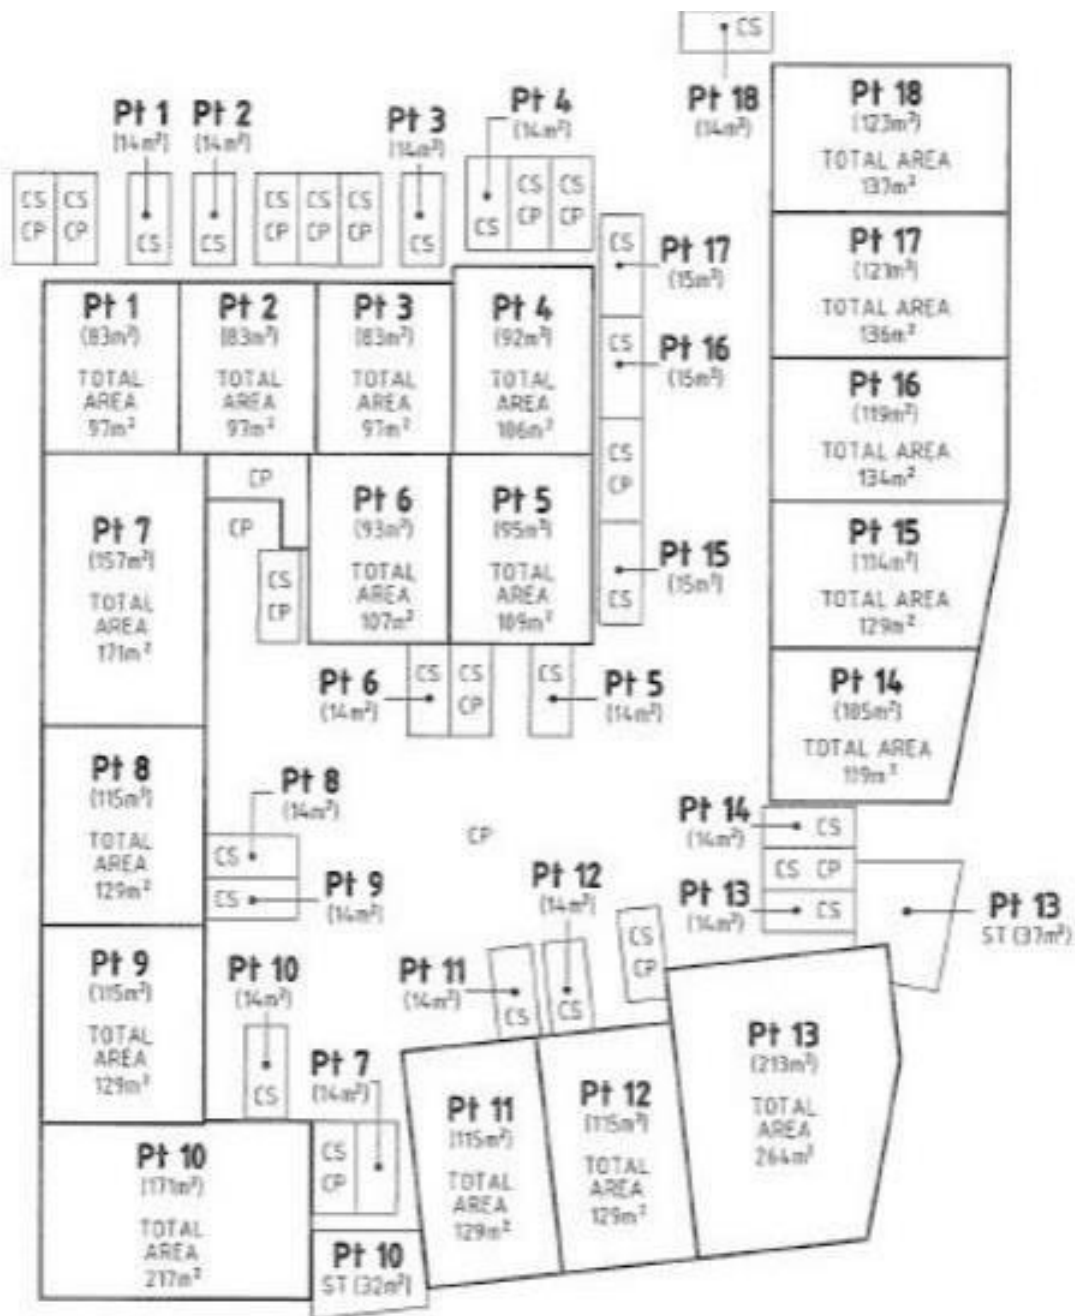 CS
Pt 18
(14m²)
Pt 18
(123m²)
TOTAL AREA
137m²
Pt 1
(14m²)
Pt 2
(14m²)
Pt 3
(14m²)
Pt 4
(14m²)
CS CS
CP CP
CS
CS
CS CS CS
CP CP CP
CS
CS
CS CS
CP CP
CS
Pt 17
(15m²)
Pt 17
(121m²)
TOTAL AREA
136m²
Pt 1
(83m²)
TOTAL
AREA
97m²
Pt 2
(83m²)
TOTAL
AREA
97m²
Pt 3
(83m²)
TOTAL
AREA
97m²
Pt 4
(92m²)
TOTAL
AREA
106m²
CS
Pt 16
(15m²)
Pt 16
(119m²)
TOTAL AREA
134m²
CS
CP
Pt 7
(157m²)
TOTAL
AREA
171m²
CP
CP
CS
CP
Pt 6
(93m²)
TOTAL
AREA
107m²
Pt 5
(95m²)
TOTAL
AREA
109m²
Pt 15
(15m²)
CS
Pt 15
(114m²)
TOTAL AREA
129m²
Pt 6
(14m²)
CS
CS
CP
CS
Pt 5
(14m²)
Pt 14
(105m²)
TOTAL AREA
119m²
Pt 8
(115m²)
TOTAL
AREA
129m²
Pt 8
(14m²)
CS
CS
Pt 9
(14m²)
CP
Pt 14
(14m²)
CS
CS CP
Pt 13
(14m²)
CS
Pt 13
ST (37m²)
Pt 12
(14m²)
CS
CP
Pt 9
(115m²)
TOTAL
AREA
129m²
Pt 10
(14m²)
CS
Pt 11
(14m²)
CS
CS
Pt 7
(14m²)
CS
CP
Pt 11
(115m²)
TOTAL
AREA
129m²
Pt 12
(115m²)
TOTAL
AREA
129m²
Pt 13
(213m²)
TOTAL
AREA
264m²
Pt 10
(171m²)
TOTAL
AREA
217m²
Pt 10
ST (32m²)